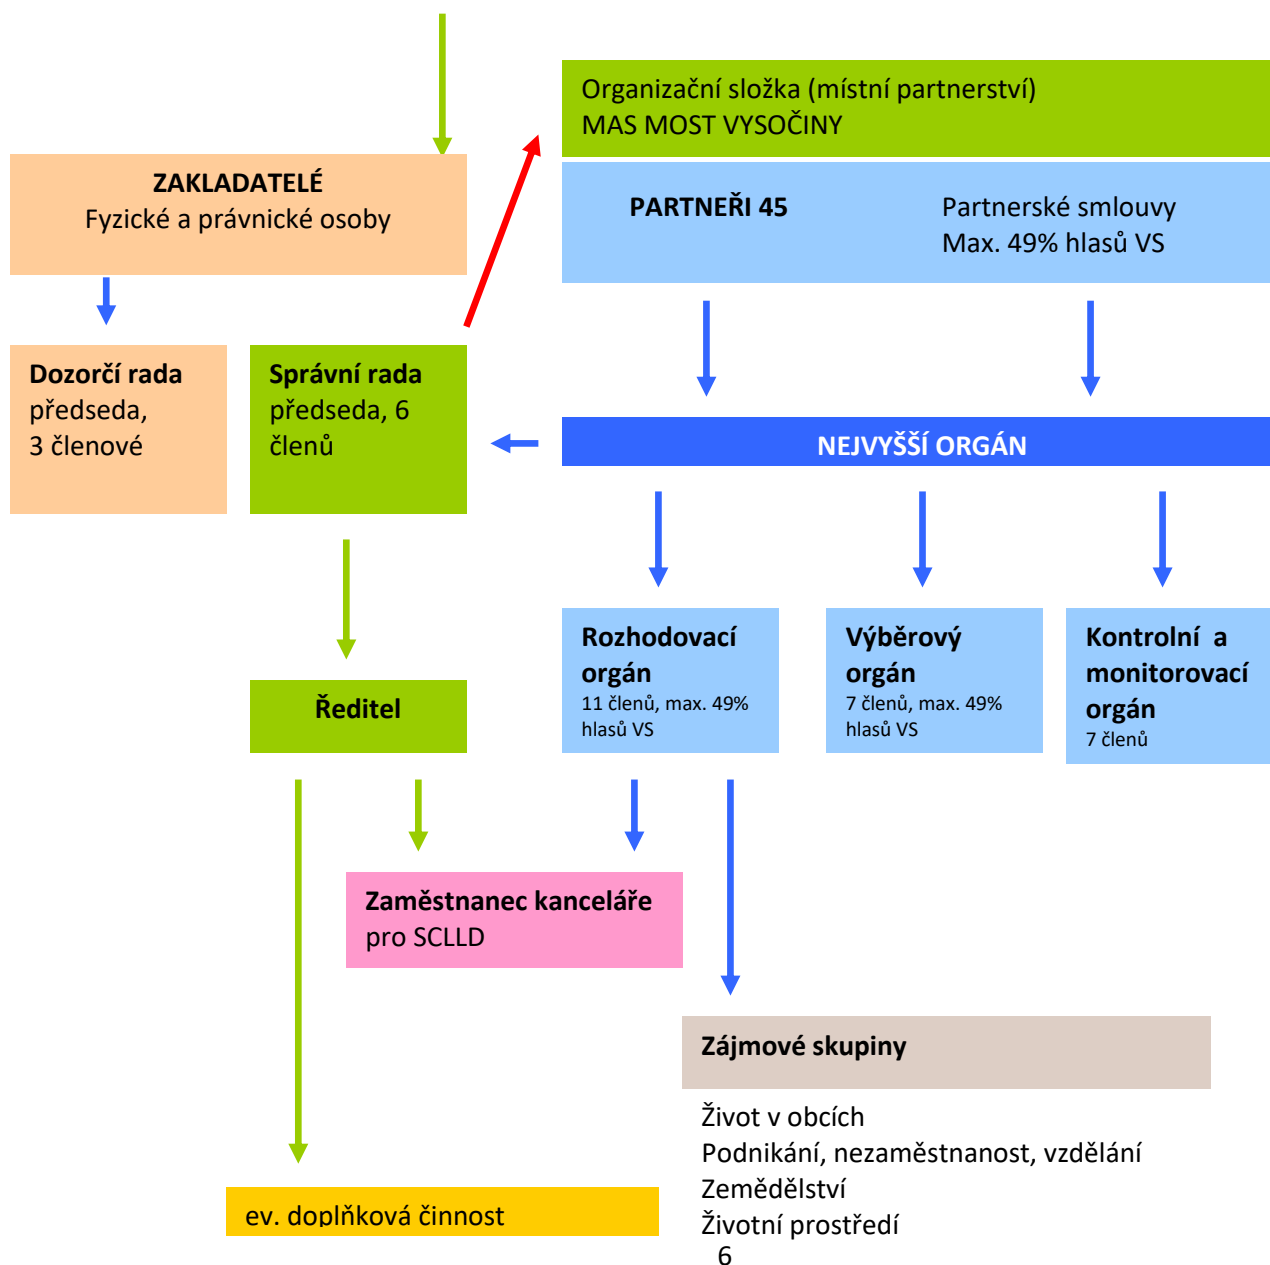 Organizační složka (místní partnerství)
MAS MOST VYSOČINY
ZAKLADATELÉ
Fyzické a právnické osoby
PARTNEŘI 45
Partnerské smlouvy
Max. 49% hlasů VS
Dozorčí rada
předseda,
3 členové
Správní rada
předseda, 6
členů
NEJVYŠŠÍ ORGÁN
Rozhodovací
orgán
11 členů, max. 49%
hlasů VS
Výběrový
orgán
7 členů, max. 49%
hlasů VS
Kontrolní a
monitorovací
orgán
7 členů
Ředitel
Zaměstnanec kanceláře
pro SCLLD
Zájmové skupiny
Život v obcích
Podnikání, nezaměstnanost, vzdělání
Zemědělství
Životní prostředí
ev. doplňková činnost
6